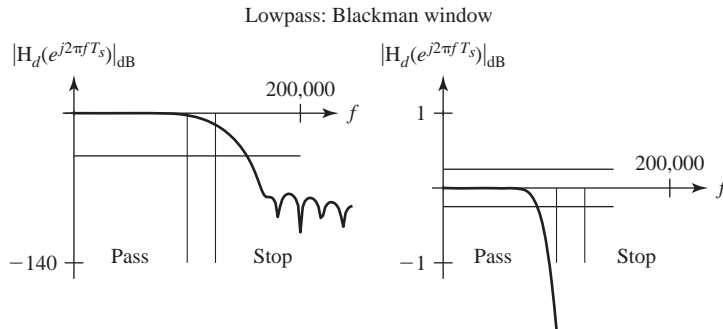 Lowpass: Blackman window
|H_d(e^{j2πfT_s})|_dB
200,000
f
−140
Pass
Stop
|H_d(e^{j2πfT_s})|_dB
1
200,000
f
−1
Pass
Stop